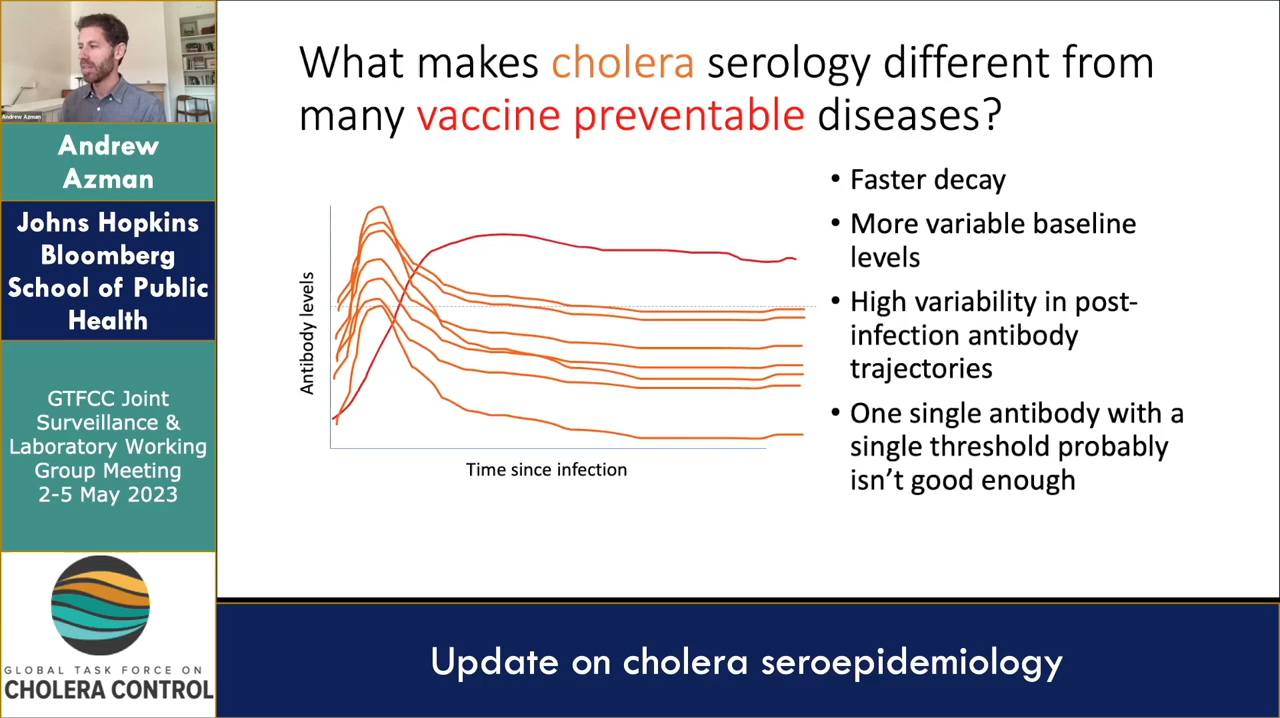 Andrew Azman
Andrew
Azman
Johns Hopkins
Bloomberg
School of Public
Health
GTFCC Joint
Surveillance &
Laboratory Working
Group Meeting
2-5 May 2023
GLOBAL TASK FORCE ON
CHOLERA CONTROL
What makes cholera serology different from
many vaccine preventable diseases?
Antibody levels
Time since infection
• Faster decay
• More variable baseline
levels
• High variability in post-
infection antibody
trajectories
• One single antibody with a
single threshold probably
isn't good enough
Update on cholera seroepidemiology